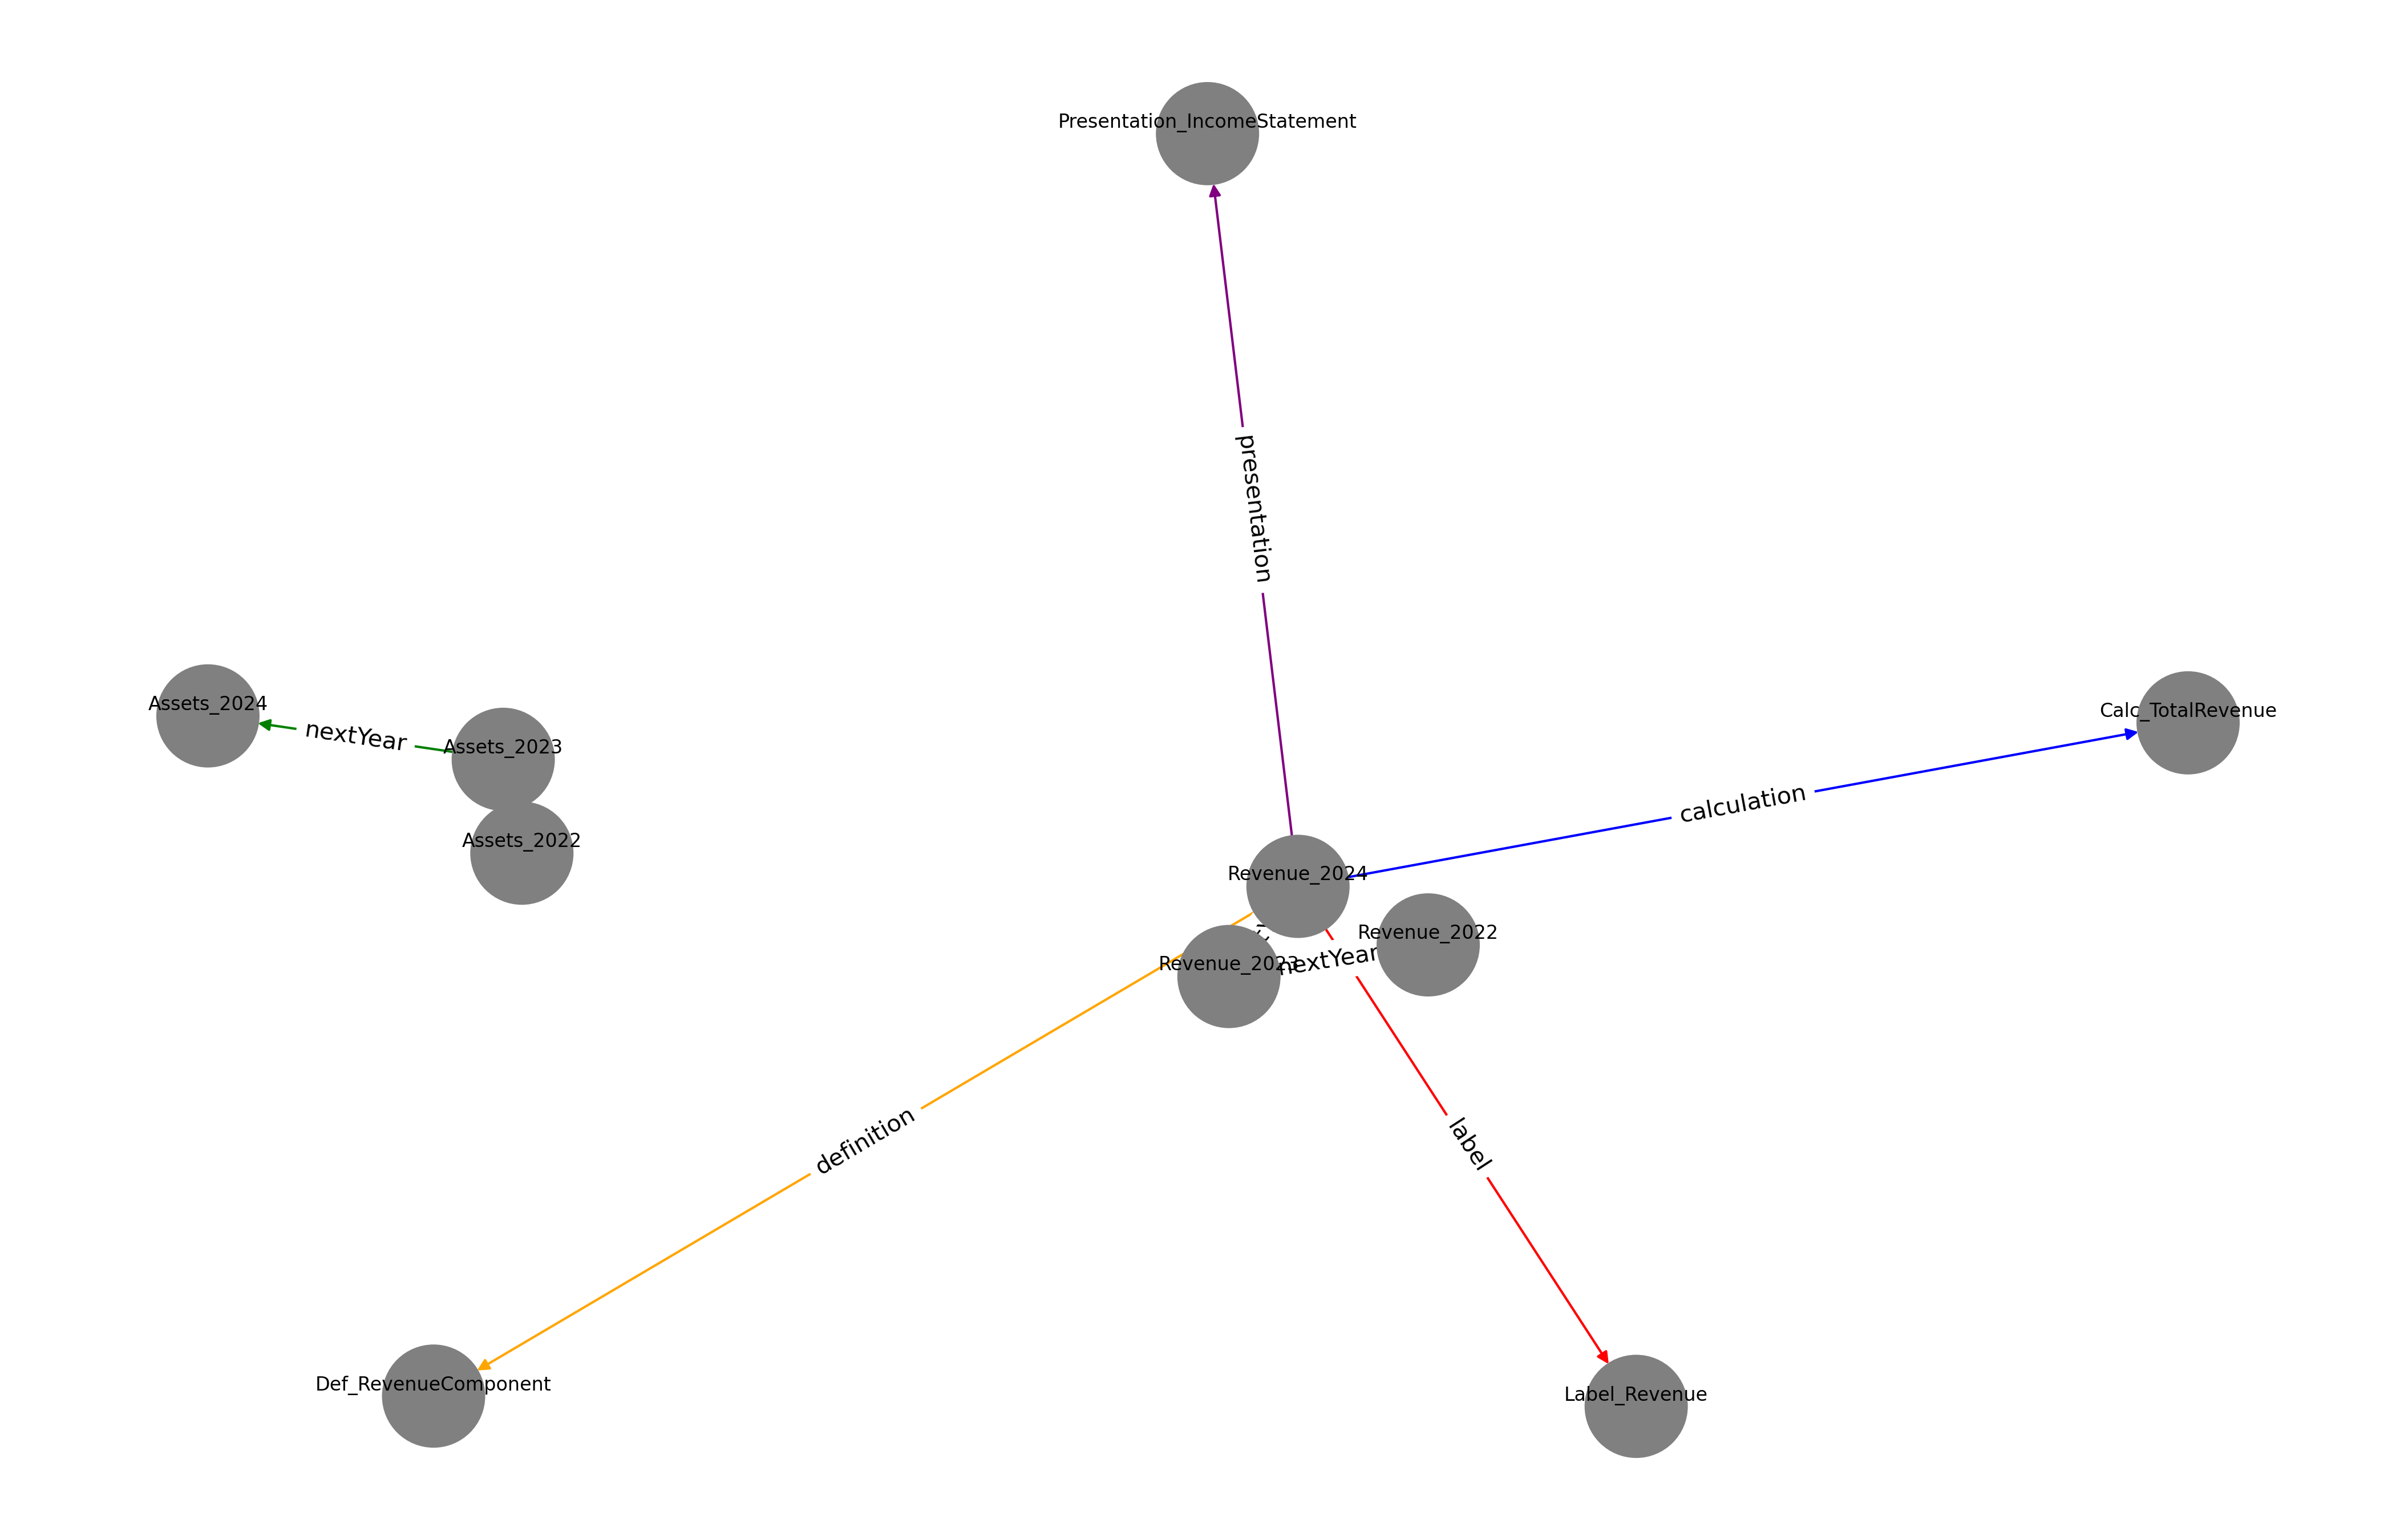 Presentation_IncomeStatement
presentation
Assets_2024
nextYear
Assets_2023
Calc_TotalRevenue
calculation
Assets_2022
Revenue_2024
Revenue_2022
nextYear
Revenue_2023
definition
label
Def_RevenueComponent
Label_Revenue